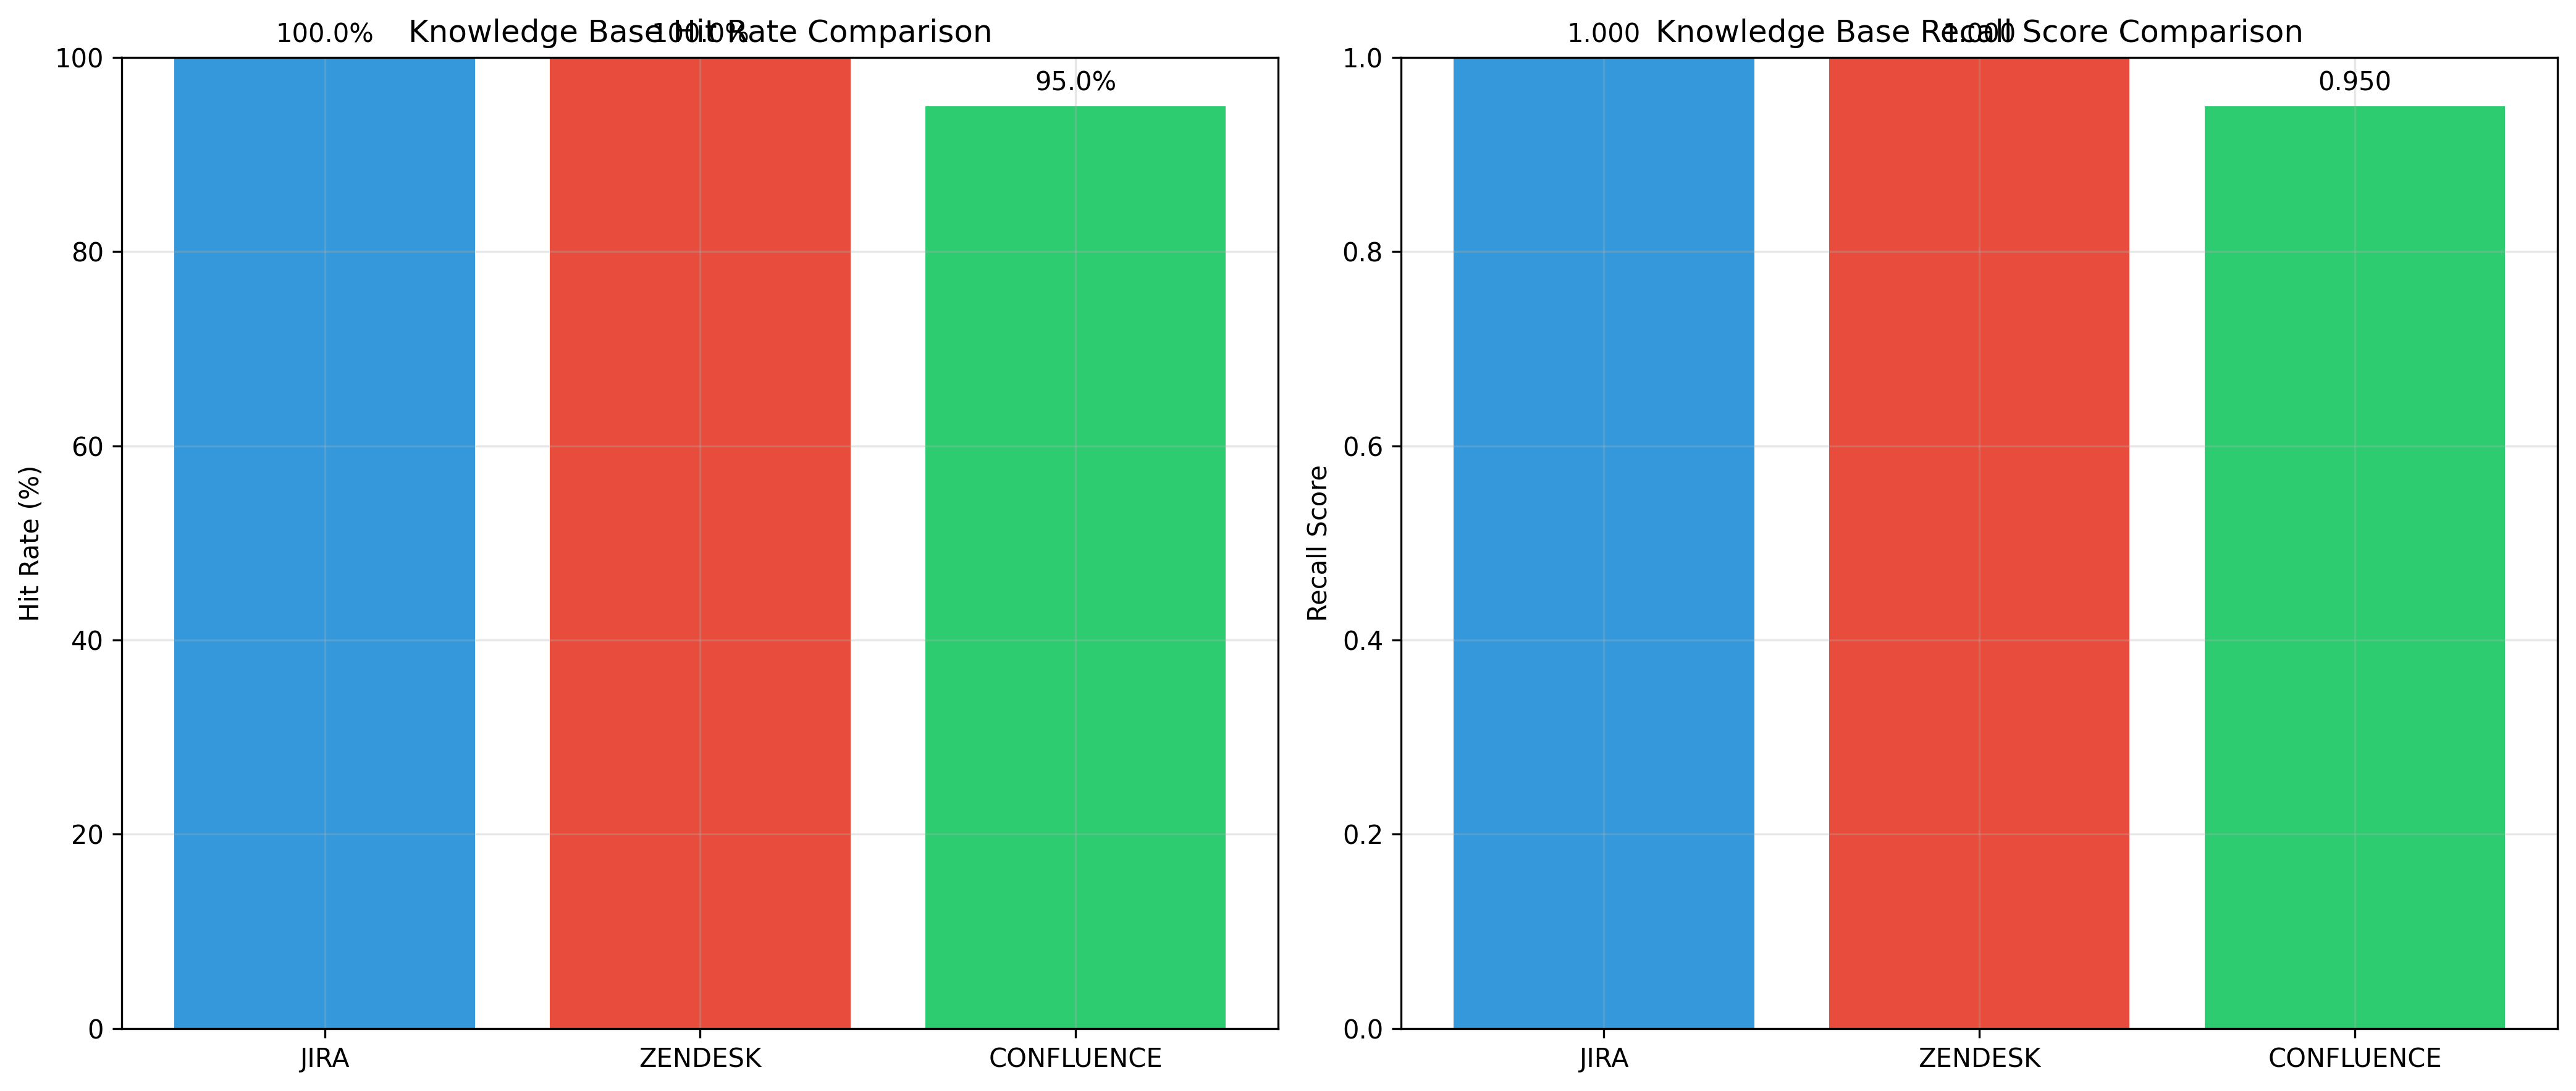 Knowledge Base Hit Rate Comparison
100.0%
100.0%
95.0%
100
80
60
40
20
0
Hit Rate (%)
JIRA
ZENDESK
CONFLUENCE
Knowledge Base Recall Score Comparison
1.000
1.000
0.950
1.0
0.8
0.6
0.4
0.2
0.0
Recall Score
JIRA
ZENDESK
CONFLUENCE